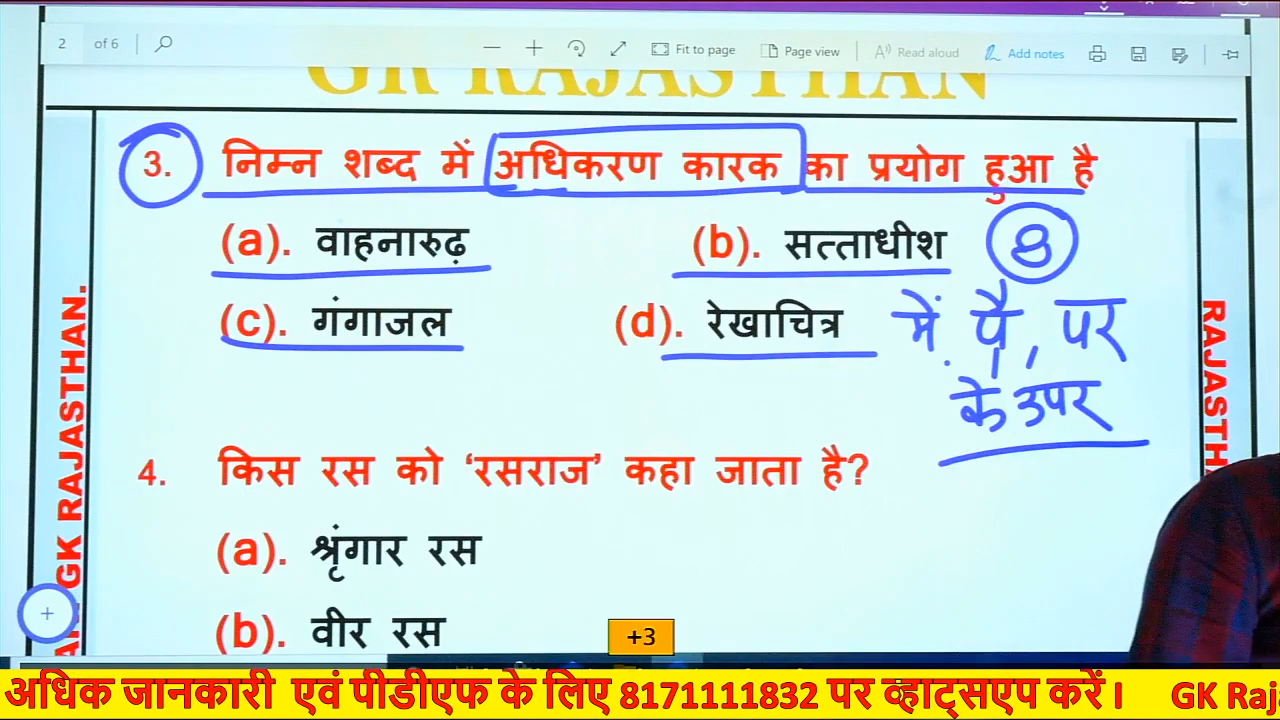 2 of 6 Fit to page Page view Read aloud Add notes
GK RAJASTHAN
3. निम्न शब्द में अधिकरण कारक का प्रयोग हुआ है
(a). वाहनारुढ़ (b). सत्ताधीश 8
(c). गंगाजल (d). रेखाचित्र में, पै, पर
के उपर
4. किस रस को ‘रसराज’ कहा जाता है?
(a). श्रृंगार रस
(b). वीर रस
+3
GK RAJASTHAN.
RAJASTH
अधिक जानकारी एवं पीडीएफ के लिए 8171111832 पर व्हाट्सएप करें। GK Raj